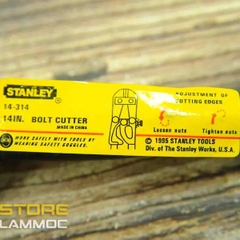 STANLEY
®
14-314
14IN. BOLT CUTTER
MADE IN CHINA
WORK SAFELY WITH TOOLS BY
WEARING SAFETY GOGGLES.
ADJUSTMENT OF
CUTTING EDGES
Loosen nuts
Tighten nuts
© 1995 STANLEY TOOLS
Div. of The Stanley Works, U.S.A.
STORE
LAMMOC